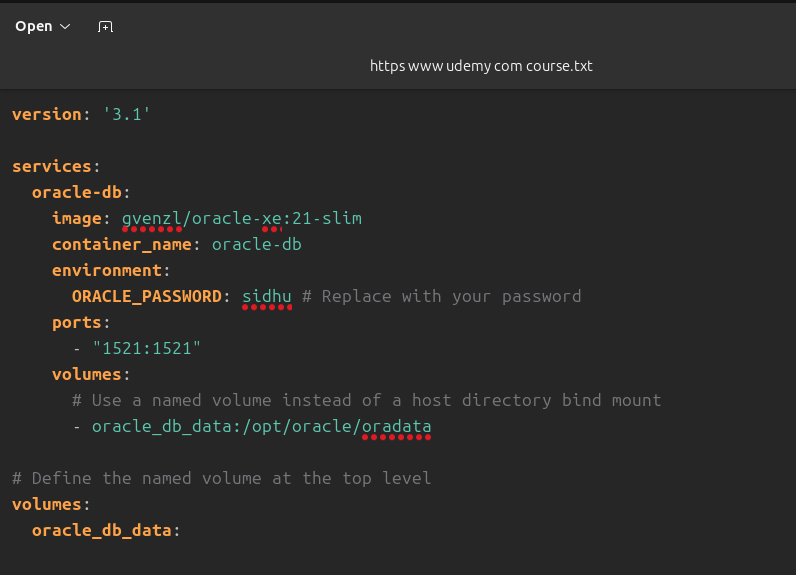 Open
https www udemy com course.txt
version: '3.1'
services:
  oracle-db:
    image: gvenzl/oracle-xe:21-slim
    container_name: oracle-db
    environment:
      ORACLE_PASSWORD: sidhu # Replace with your password
    ports:
      - "1521:1521"
    volumes:
      # Use a named volume instead of a host directory bind mount
      - oracle_db_data:/opt/oracle/oradata
# Define the named volume at the top level
volumes:
  oracle_db_data: